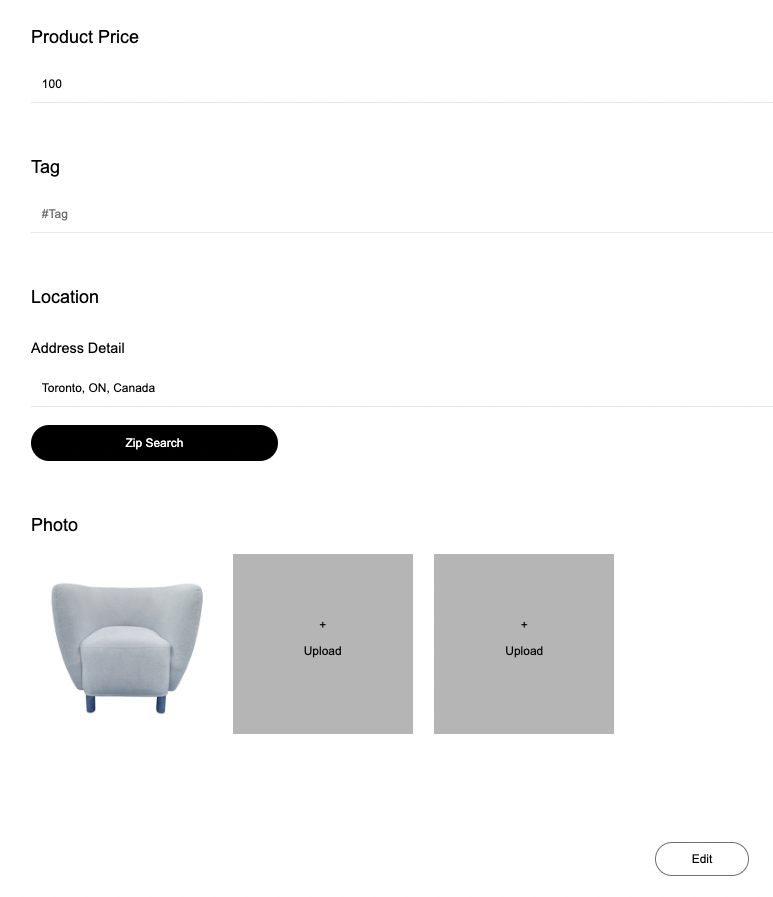 Product Price
100
Tag
#Tag
Location
Address Detail
Toronto, ON, Canada
Zip Search
Photo
+
Upload
+
Upload
Edit